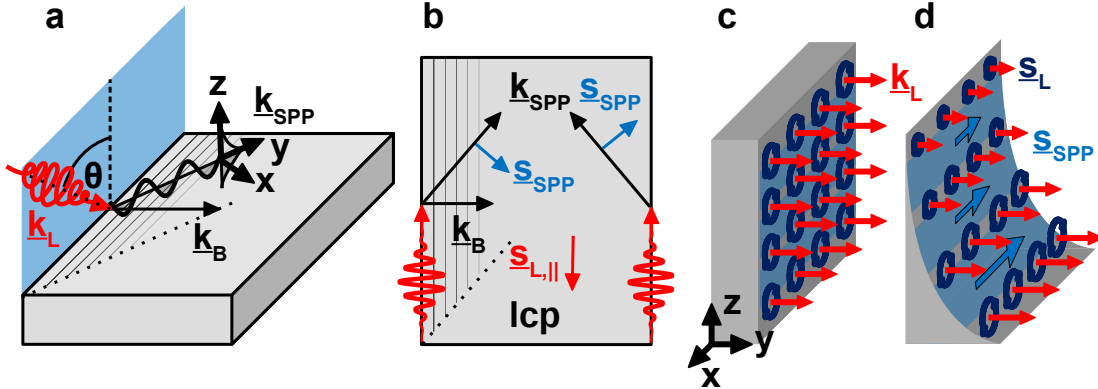 a
z
k_SPP
y
x
θ
k_L
k_B
b
k_SPP
s_SPP
s_SPP
k_B
s_L,||
lcp
c
k_L
z
y
x
d
s_L
s_SPP